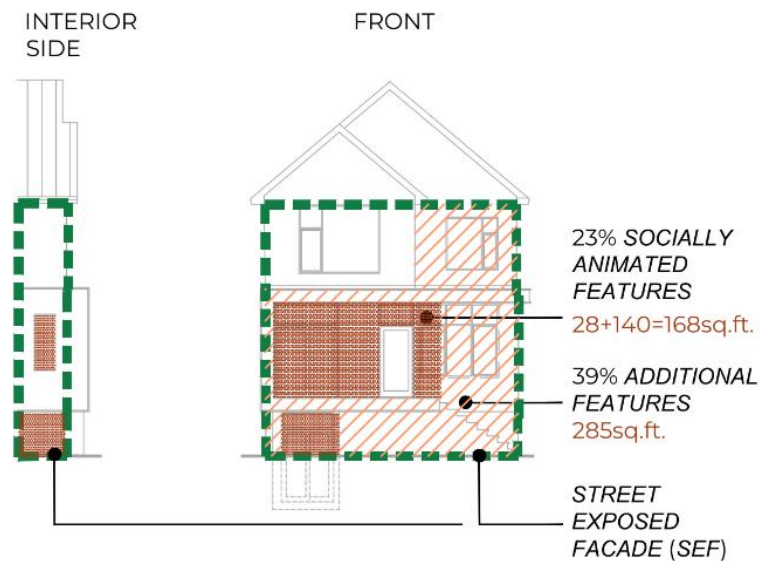 INTERIOR
SIDE
FRONT
23% SOCIALLY
ANIMATED
FEATURES
28+140=168sq.ft.
39% ADDITIONAL
FEATURES
285sq.ft.
STREET
EXPOSED
FACADE (SEF)